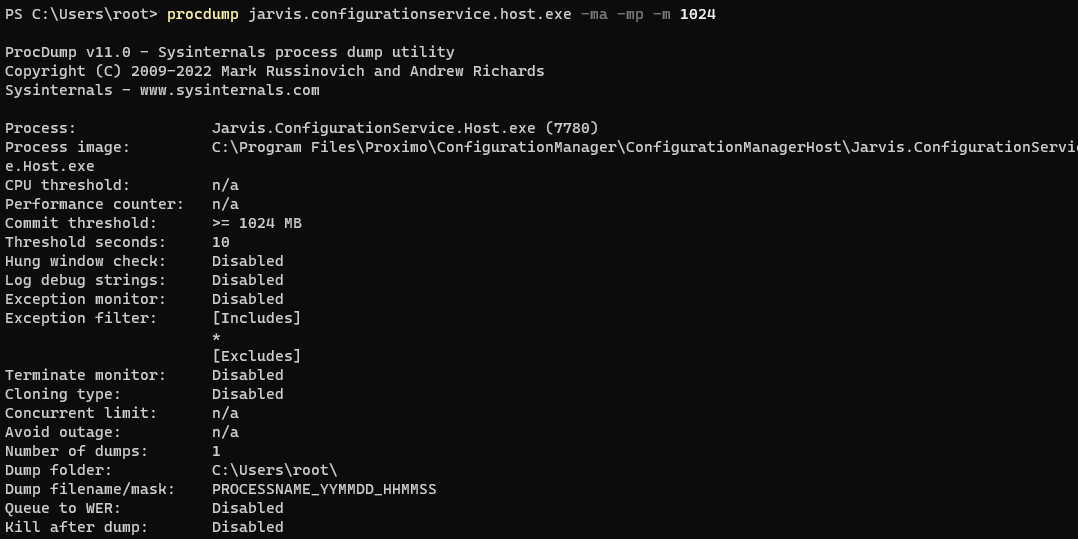 PS C:\Users\root> procdump jarvis.configurationservice.host.exe -ma -mp -m 1024
ProcDump v11.0 - Sysinternals process dump utility
Copyright (C) 2009-2022 Mark Russinovich and Andrew Richards
Sysinternals - www.sysinternals.com
Process: Jarvis.ConfigurationService.Host.exe (7780)
Process image: C:\Program Files\Proximo\ConfigurationManager\ConfigurationManagerHost\Jarvis.ConfigurationServic
e.Host.exe
CPU threshold: n/a
Performance counter: n/a
Commit threshold: >= 1024 MB
Threshold seconds: 10
Hung window check: Disabled
Log debug strings: Disabled
Exception monitor: Disabled
Exception filter: [Includes]
*
[Excludes]
Terminate monitor: Disabled
Cloning type: Disabled
Concurrent limit: n/a
Avoid outage: n/a
Number of dumps: 1
Dump folder: C:\Users\root\
Dump filename/mask: PROCESSNAME_YYMMDD_HHMMSS
Queue to WER: Disabled
Kill after dump: Disabled